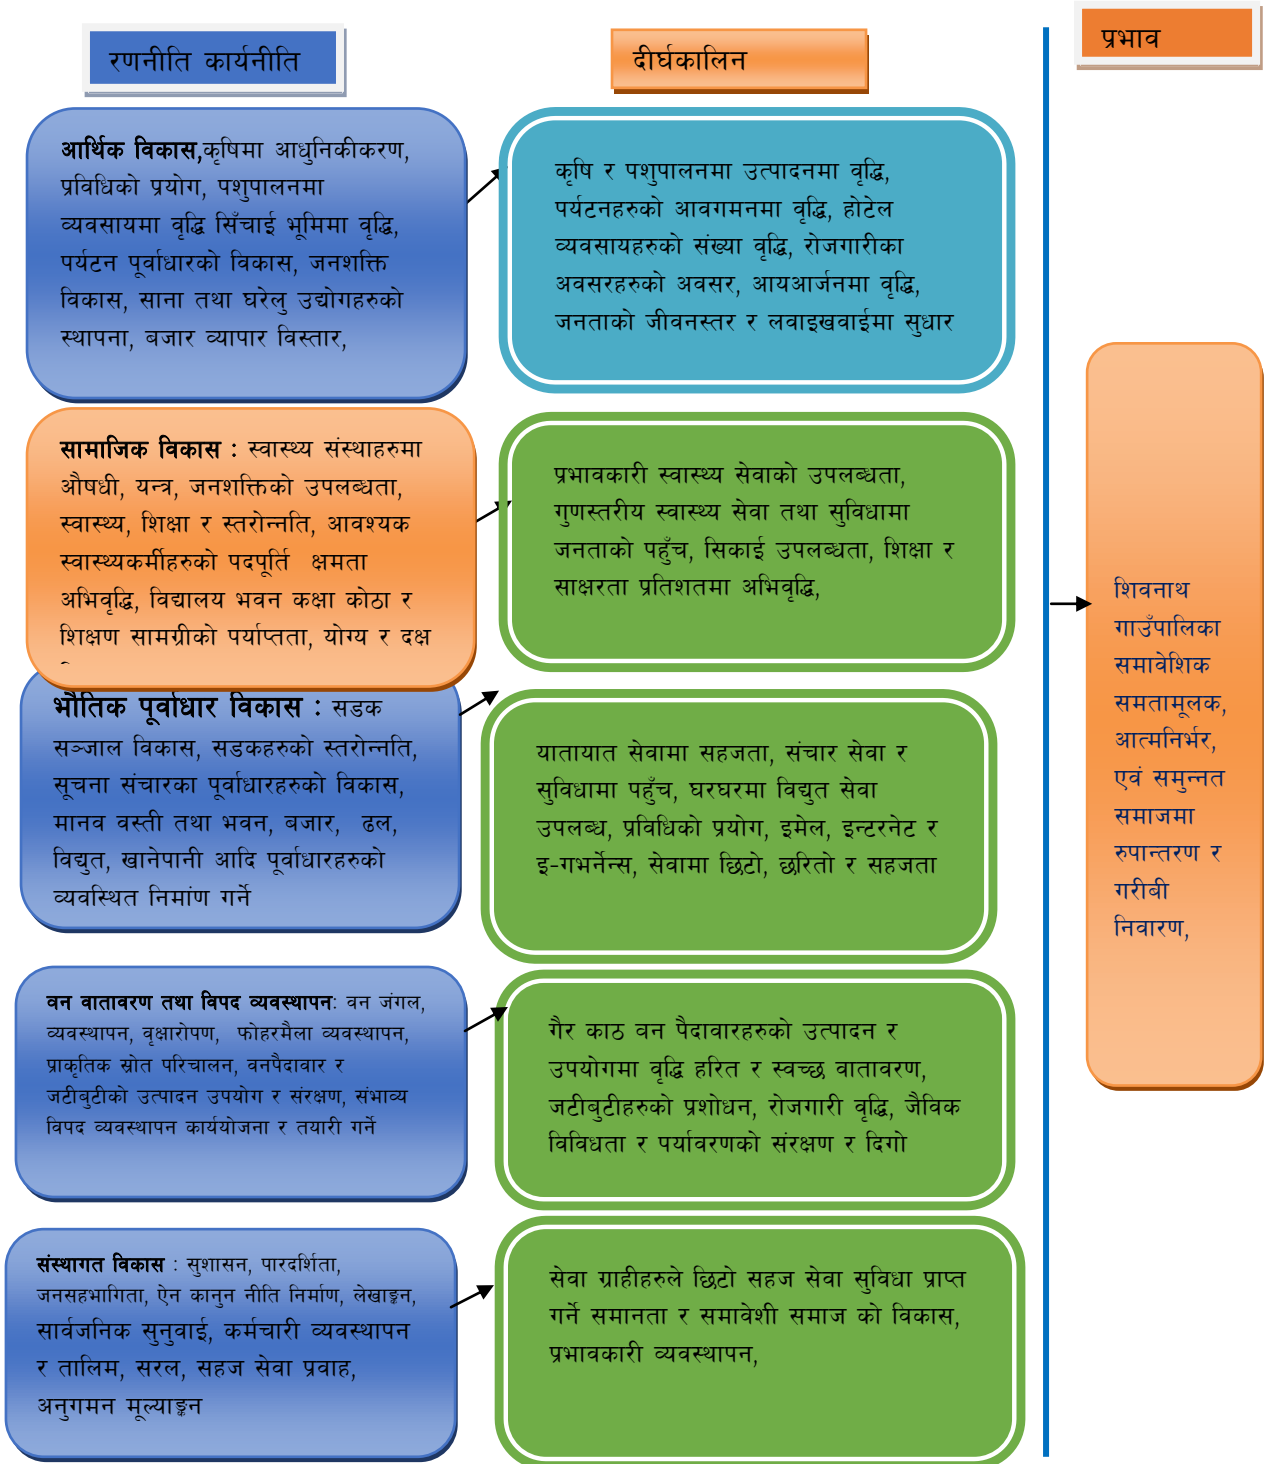 रणनीति कार्यनीति
दीर्घकालिन
प्रभाव
आर्थिक विकास,कृषिमा आधुनिकीकरण,
प्रविधिको प्रयोग, पशुपालनमा
व्यवसायमा वृद्धि सिँचाई भूमिमा वृद्धि,
पर्यटन पूर्वाधारको विकास, जनशक्ति
विकास, साना तथा घरेलु उद्योगहरुको
स्थापना, बजार व्यापार विस्तार,
कृषि र पशुपालनमा उत्पादनमा वृद्धि,
पर्यटनहरुको आवगमनमा वृद्धि, होटेल
व्यवसायहरुको संख्या वृद्धि, रोजगारीका
अवसरहरुको अवसर, आयआर्जनमा वृद्धि,
जनताको जीवनस्तर र लवाइखवाईमा सुधार
सामाजिक विकास : स्वास्थ्य संस्थाहरुमा
औषधी, यन्त्र, जनशक्तिको उपलब्धता,
स्वास्थ्य, शिक्षा र स्तरोन्नति, आवश्यक
स्वास्थ्यकर्मीहरुको पदपूर्ति क्षमता
अभिवृद्धि, विद्यालय भवन कक्षा कोठा र
शिक्षण सामग्रीको पर्याप्तता, योग्य र दक्ष
प्रभावकारी स्वास्थ्य सेवाको उपलब्धता,
गुणस्तरीय स्वास्थ्य सेवा तथा सुविधामा
जनताको पहुँच, सिकाई उपलब्धता, शिक्षा र
साक्षरता प्रतिशतमा अभिवृद्धि,
भौतिक पूर्वाधार विकास : सडक
सञ्जाल विकास, सडकहरुको स्तरोन्नति,
सूचना संचारका पूर्वाधारहरुको विकास,
मानव वस्ती तथा भवन, बजार, ढल,
विद्युत, खानेपानी आदि पूर्वाधारहरुको
व्यवस्थित निमांण गर्ने
यातायात सेवामा सहजता, संचार सेवा र
सुविधामा पहुँच, घरघरमा विद्युत सेवा
उपलब्ध, प्रविधिको प्रयोग, इमेल, इन्टरनेट र
इ-गभर्नेन्स, सेवामा छिटो, छरितो र सहजता
वन वातावरण तथा विपद व्यवस्थापन: वन जंगल,
व्यवस्थापन, वृक्षारोपण, फोहरमैला व्यवस्थापन,
प्राकृतिक स्रोत परिचालन, वनपैदावार र
जटीबुटीको उत्पादन उपयोग र संरक्षण, संभाव्य
विपद व्यवस्थापन कार्ययोजना र तयारी गर्ने
गैर काठ वन पैदावारहरुको उत्पादन र
उपयोगमा वृद्धि हरित र स्वच्छ वातावरण,
जटीबुटीहरुको प्रशोधन, रोजगारी वृद्धि, जैविक
विविधता र पर्यावरणको संरक्षण र दिगो
संस्थागत विकास : सुशासन, पारदर्शिता,
जनसहभागिता, ऐन कानुन नीति निर्माण, लेखाङ्कन,
सार्वजनिक सुनुवाई, कर्मचारी व्यवस्थापन
र तालिम, सरल, सहज सेवा प्रवाह,
अनुगमन मूल्याङ्कन
सेवा ग्राहीहरुले छिटो सहज सेवा सुविधा प्राप्त
गर्ने समानता र समावेशी समाज को विकास,
प्रभावकारी व्यवस्थापन,
शिवनाथ
गाउँपालिका
समावेशिक
समतामूलक,
आत्मनिर्भर,
एवं समुन्नत
समाजमा
रुपान्तरण र
गरीबी
निवारण,